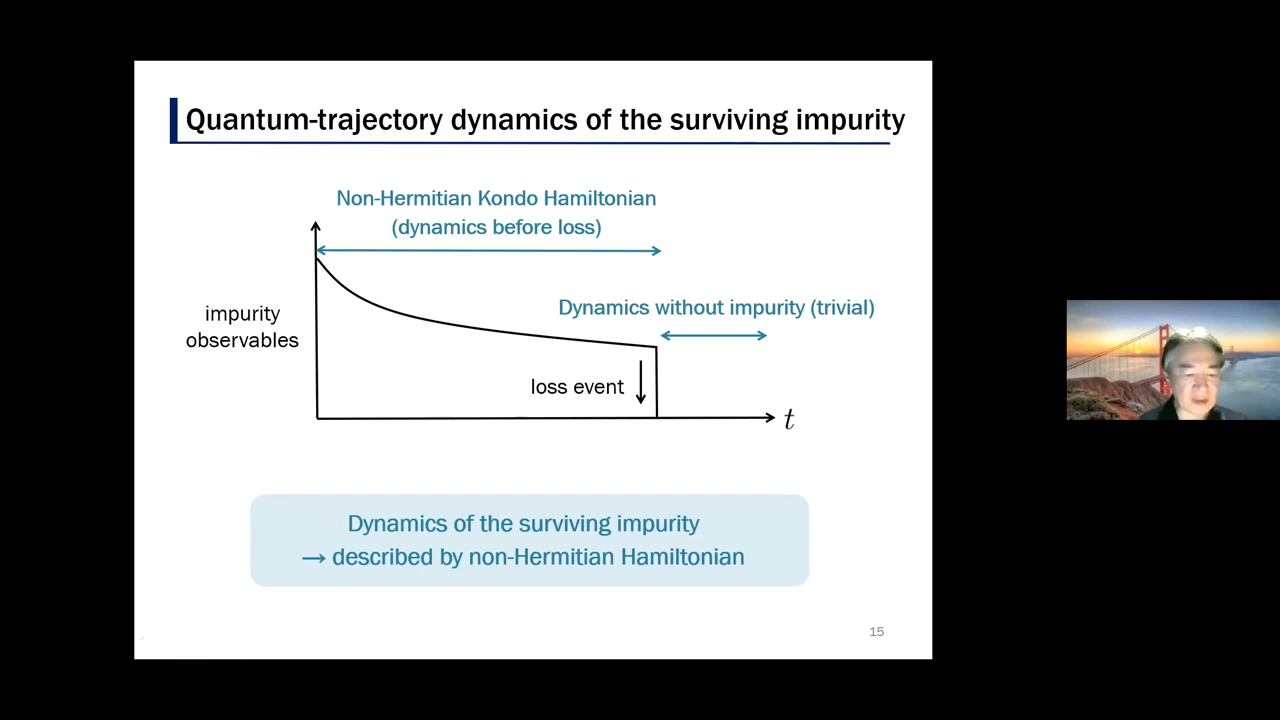 Quantum-trajectory dynamics of the surviving impurity
Non-Hermitian Kondo Hamiltonian
(dynamics before loss)
impurity
observables
Dynamics without impurity (trivial)
loss event
t
Dynamics of the surviving impurity
→ described by non-Hermitian Hamiltonian
15